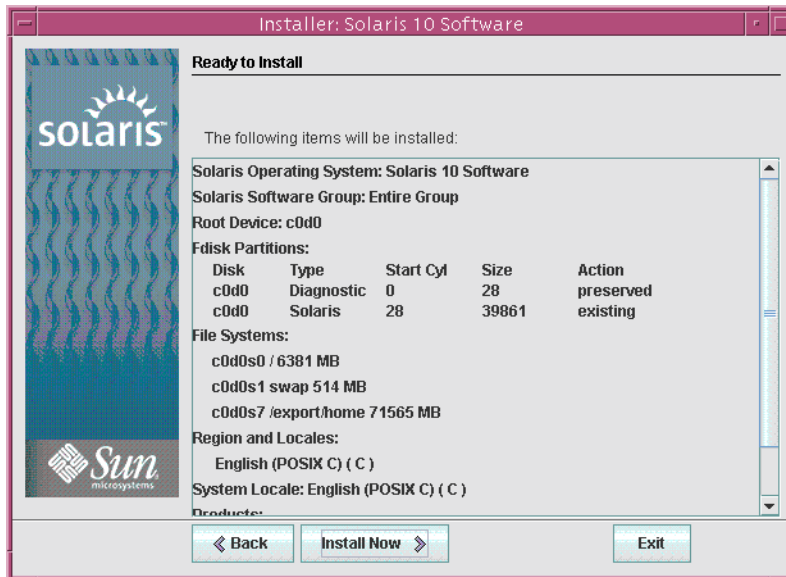 Installer: Solaris 10 Software
Ready to Install
solaris™
The following items will be installed:
Solaris Operating System: Solaris 10 Software
Solaris Software Group: Entire Group
Root Device: c0d0
Fdisk Partitions:
Disk Type Start Cyl Size Action
c0d0 Diagnostic 0 28 preserved
c0d0 Solaris 28 39861 existing
File Systems:
c0d0s0 / 6381 MB
c0d0s1 swap 514 MB
c0d0s7 /export/home 71565 MB
Region and Locales:
English (POSIX C) ( C )
System Locale: English (POSIX C) ( C )
Products:
Sun
microsystems
Back
Install Now
Exit